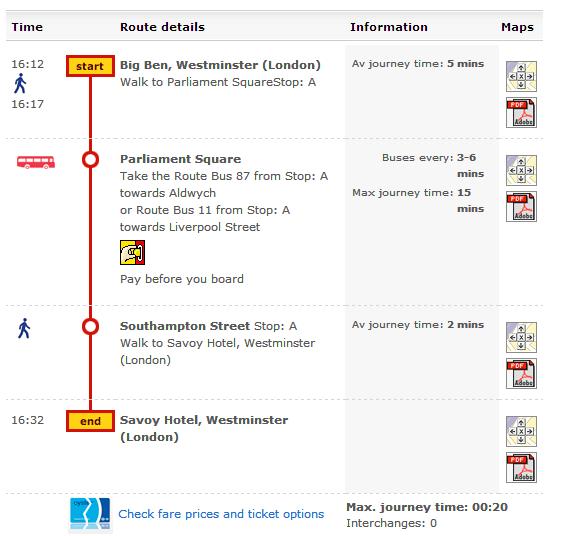 Time Route details Information Maps
16:12 start Big Ben, Westminster (London) Av journey time: 5 mins
Walk to Parliament SquareStop: A
16:17
PDF
Adobe
Parliament Square Buses every: 3-6
Take the Route Bus 87 from Stop: A mins
towards Aldwych Max journey time: 15
or Route Bus 11 from Stop: A mins
towards Liverpool Street
PDF
Adobe
Pay before you board
Southampton Street Stop: A Av journey time: 2 mins
Walk to Savoy Hotel, Westminster
(London)
PDF
Adobe
16:32 end Savoy Hotel, Westminster
(London)
PDF
Adobe
oyster
Check fare prices and ticket options Max. journey time: 00:20
Interchanges: 0